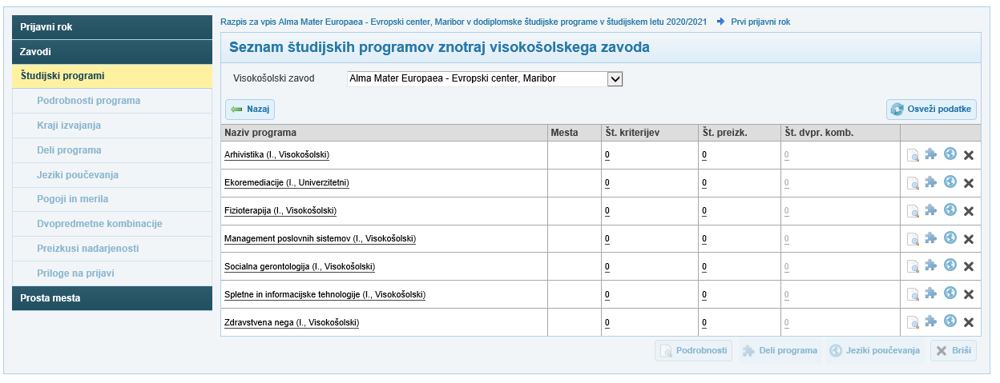 Prijavni rok
Zavodi
Študijski programi
Podrobnosti programa
Kraji izvajanja
Deli programa
Jeziki poučevanja
Pogoji in merila
Dvopredmetne kombinacije
Preizkusi nadarjenosti
Priloge na prijavi
Prosta mesta
Razpis za vpis Alma Mater Europaea - Evropski center, Maribor v dodiplomske študijske programe v študijskem letu 2020/2021 Prvi prijavni rok
Seznam študijskih programov znotraj visokošolskega zavoda
Visokošolski zavod Alma Mater Europaea - Evropski center, Maribor
Nazaj Osveži podatke
Naziv programa Mesta Št. kriterijev Št. preizk. Št. dvpr. komb.
Arhivistika (I., Visokošolski) 0 0 0
Ekoremediacije (I., Univerzitetni) 0 0 0
Fizioterapija (I., Visokošolski) 0 0 0
Management poslovnih sistemov (I., Visokošolski) 0 0 0
Socialna gerontologija (I., Visokošolski) 0 0 0
Spletne in informacijske tehnologije (I., Visokošolski) 0 0 0
Zdravstvena nega (I., Visokošolski) 0 0 0
Podrobnosti Deli programa Jeziki poučevanja Briši